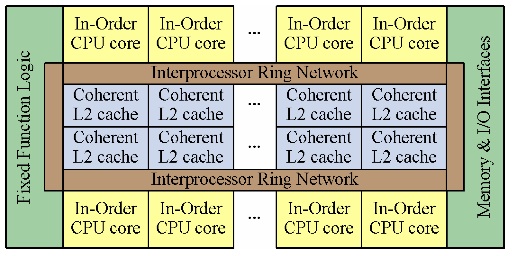 Fixed Function Logic
In-Order
CPU core
In-Order
CPU core
...
In-Order
CPU core
In-Order
CPU core
Interprocessor Ring Network
Coherent
L2 cache
Coherent
L2 cache
...
Coherent
L2 cache
Coherent
L2 cache
Coherent
L2 cache
Coherent
L2 cache
...
Coherent
L2 cache
Coherent
L2 cache
Interprocessor Ring Network
In-Order
CPU core
In-Order
CPU core
...
In-Order
CPU core
In-Order
CPU core
Memory & I/O Interfaces